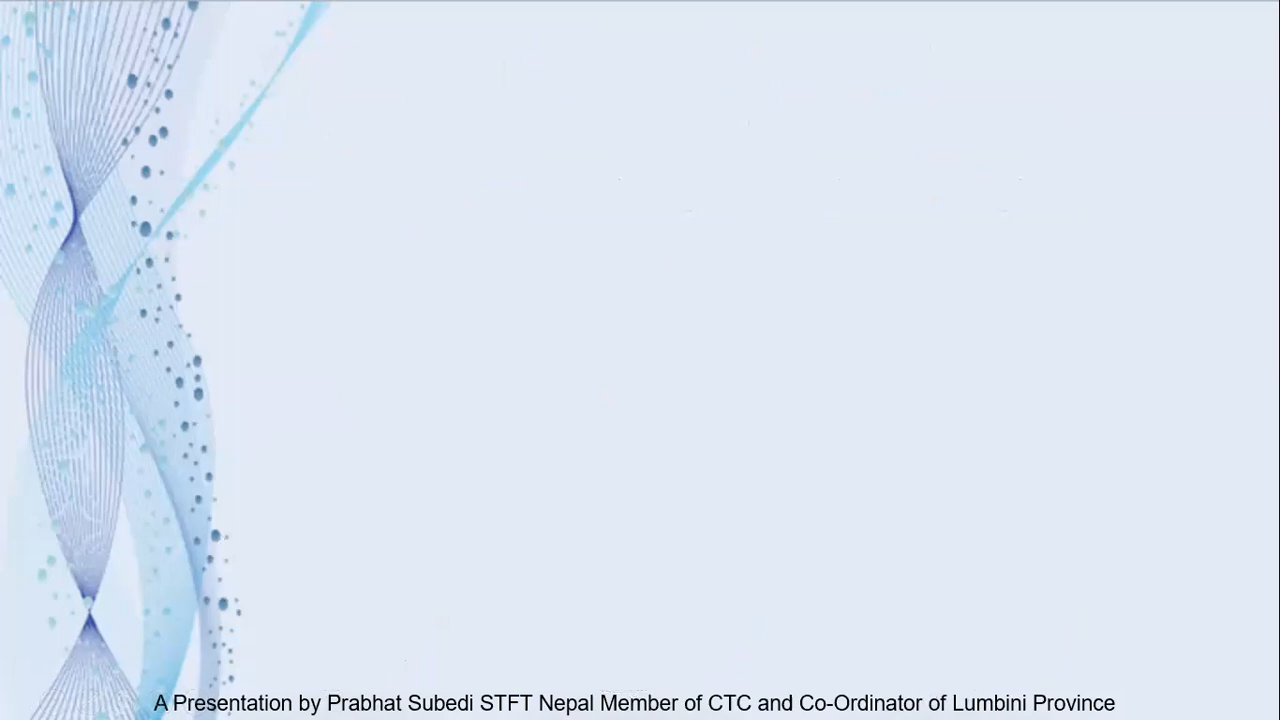 A Presentation by Prabhat Subedi STFT Nepal Member of CTC and Co-Ordinator of Lumbini Province